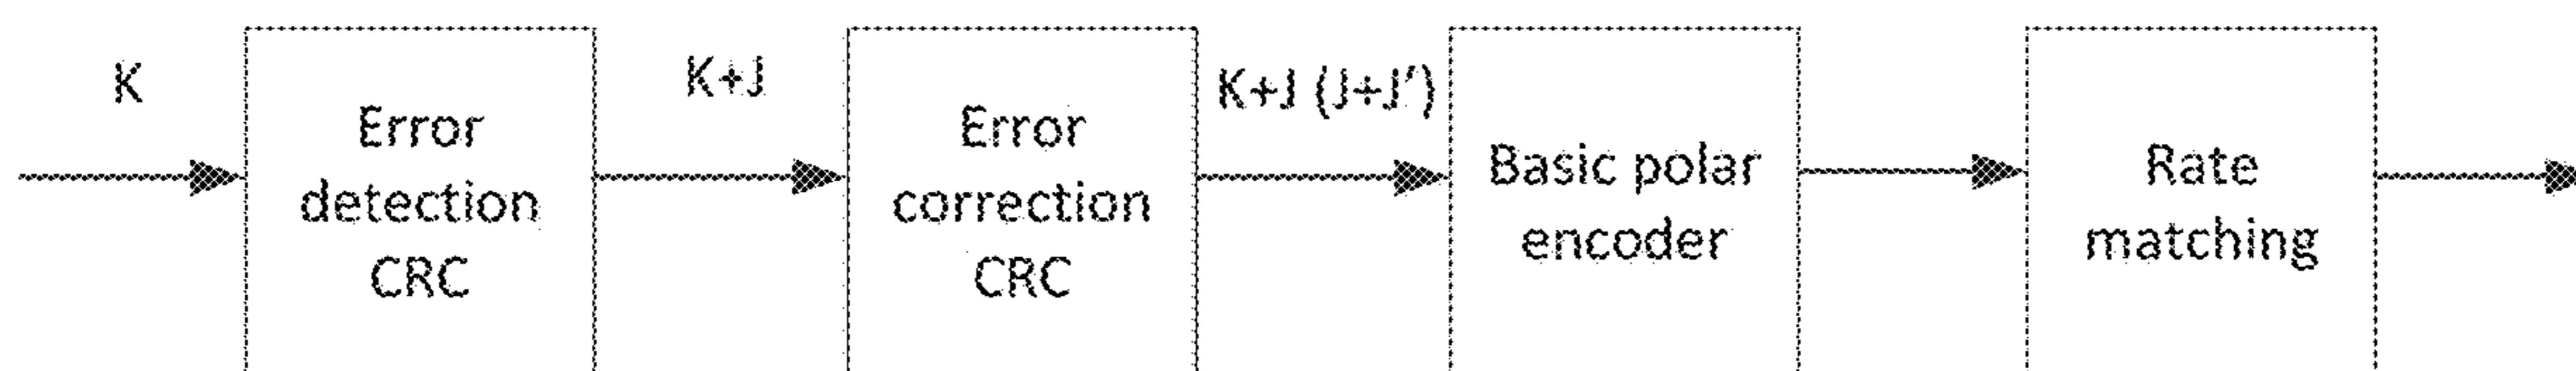 K
Error
detection
CRC
K+J
Error
correction
CRC
K+J (J+J')
Basic polar
encoder
Rate
matching